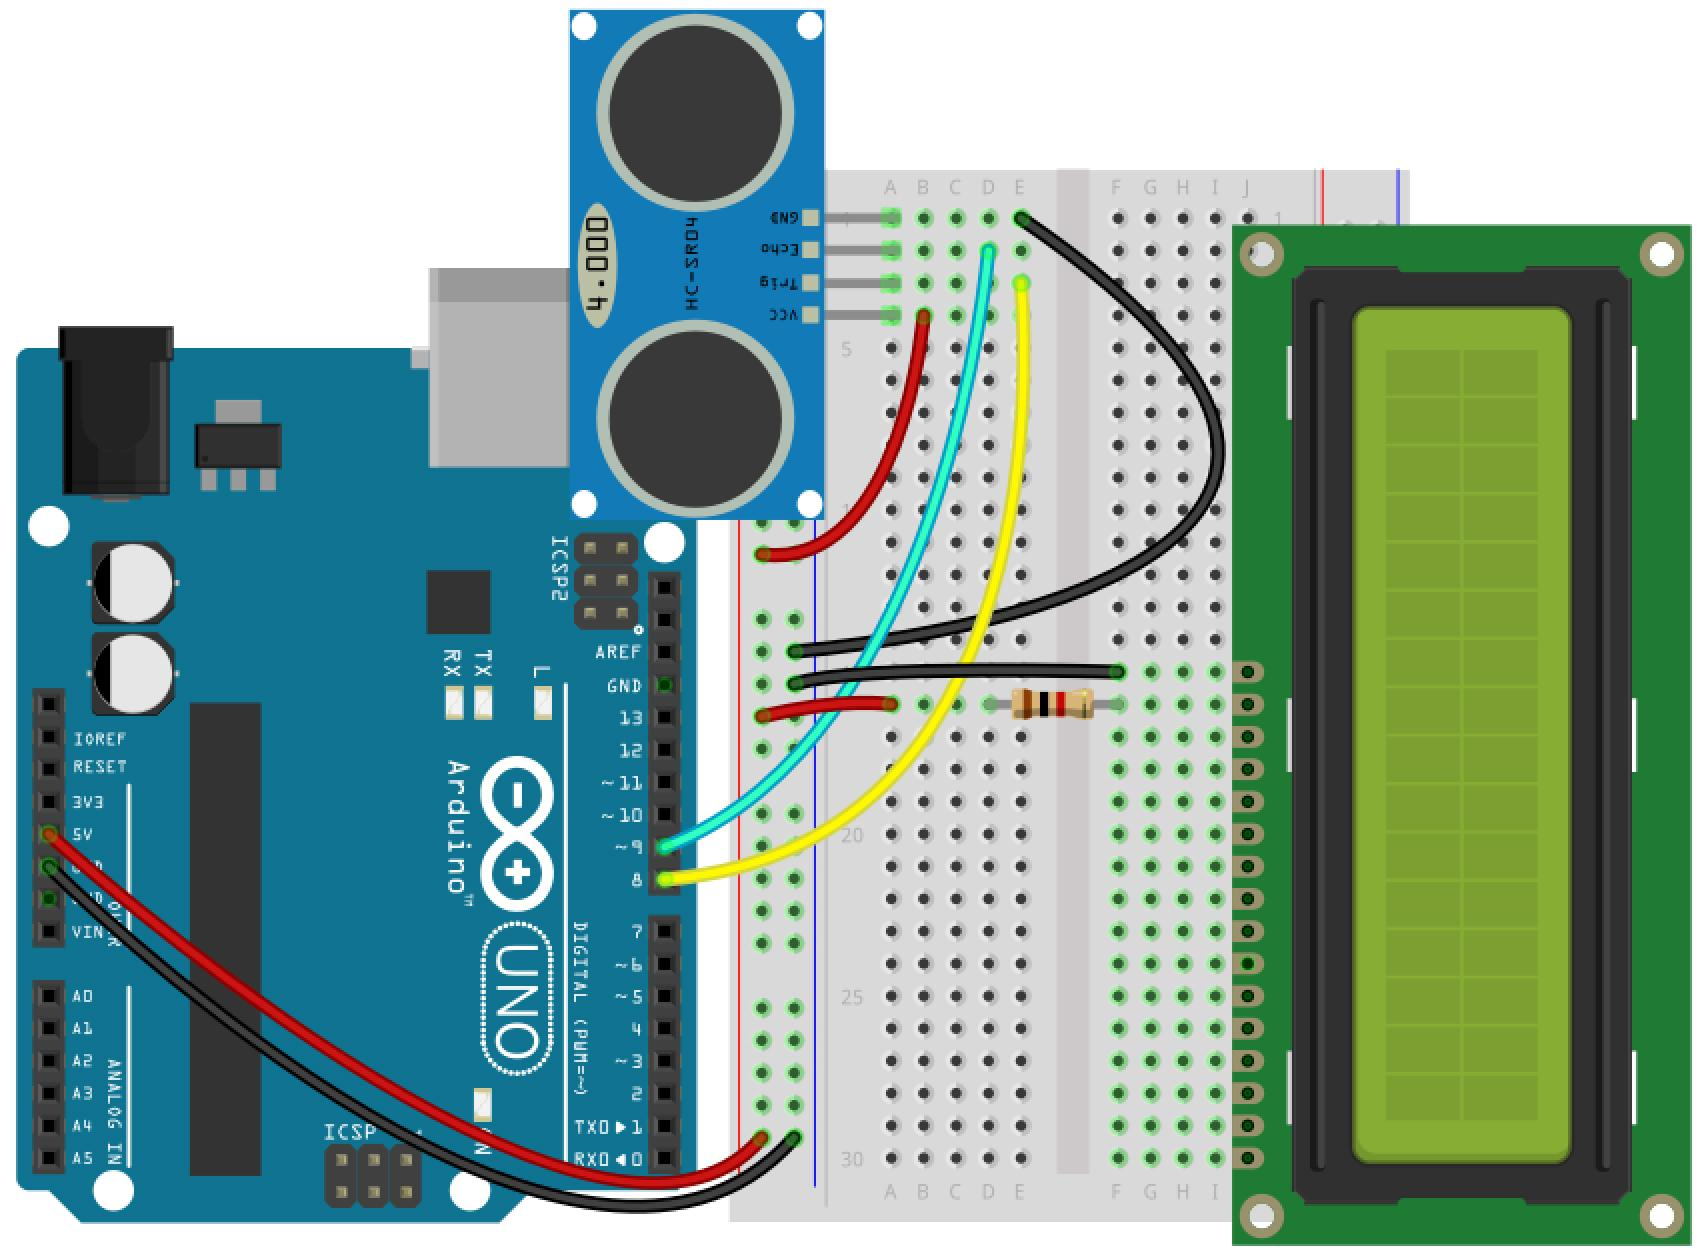 4.000
HC-SR04
GND
Echo
Trig
VCC
A B C D E F G H I J
1
5
20
25
30
A B C D E F G H I
ICSP2
AREF
GND
13
12
~11
~10
~9
8
7
~6
~5
4
~3
2
TX0▶1
RX0◀0
RX
TX
L
IOREF
RESET
3V3
5V
VIN
A0
A1
A2
A3
A4
A5
ANALOG IN
Arduino™
UNO
DIGITAL (PWM=~)
ICSP